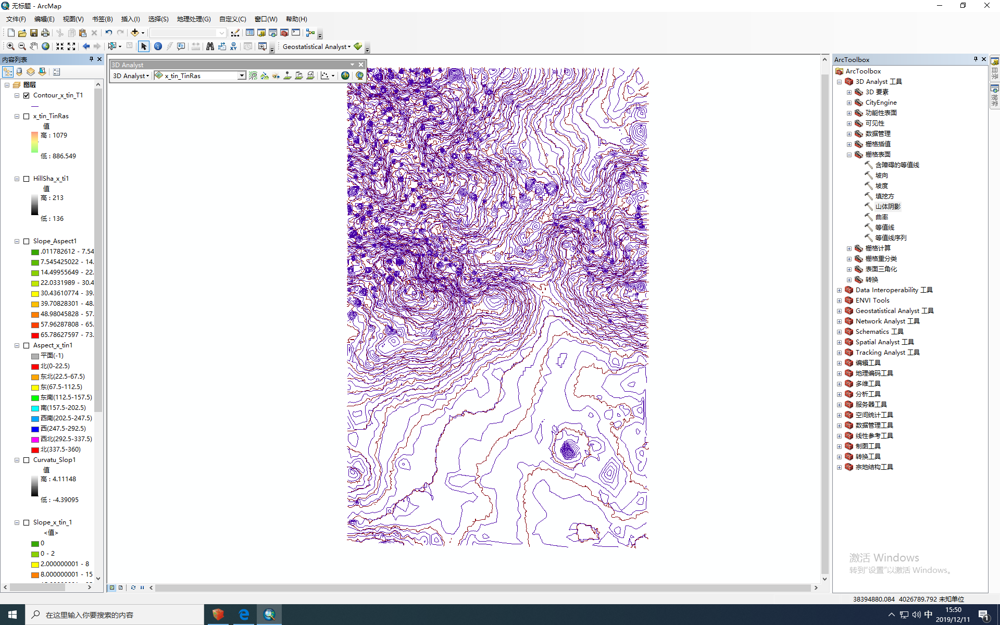 无标题 - ArcMap
文件(F) 编辑(E) 视图(V) 书签(B) 插入(I) 选择(S) 地理处理(G) 自定义(C) 窗口(W) 帮助(H)
Geostatistical Analyst
内容列表
图层
Contour_x_tin_T1
x_tin_TinRas
值
高 : 1079
低 : 886.549
HillSha_x_ti1
值
高 : 213
低 : 136
Slope_Aspect1
.011782612 - 7.54
7.545425022 - 14.
14.49955649 - 22.
22.0331989 - 30.4
30.43610774 - 39.
39.70828301 - 48.
48.98045828 - 57.
57.96287808 - 65.
65.78627597 - 73.
Aspect_x_tin1
平面(-1)
北(0-22.5)
东北(22.5-67.5)
东(67.5-112.5)
东南(112.5-157.5)
南(157.5-202.5)
西南(202.5-247.5)
西(247.5-292.5)
西北(292.5-337.5)
北(337.5-360)
Curvatu_Slop1
值
高 : 4.11148
低 : -4.39095
Slope_x_tin_1
<值>
0
0 - 2
2.000000001 - 8
8.000000001 - 15
3D Analyst
3D Analyst x_tin_TinRas
ArcToolbox
ArcToolbox
3D Analyst 工具
3D 要素
CityEngine
功能性表面
可见性
数据管理
栅格插值
栅格表面
含障碍的等值线
坡向
坡度
填挖方
山体阴影
曲率
等值线
等值线序列
栅格计算
栅格重分类
表面三角化
转换
Data Interoperability 工具
ENVI Tools
Geostatistical Analyst 工具
Network Analyst 工具
Schematics 工具
Spatial Analyst 工具
Tracking Analyst 工具
编辑工具
地理编码工具
多维工具
分析工具
服务器工具
空间统计工具
数据管理工具
线性参考工具
制图工具
转换工具
宗地结构工具
激活 Windows
转到"设置"以激活 Windows。
38394880.084 4026789.792 未知单位
在这里输入你要搜索的内容
中
15:50
2019/12/11
1